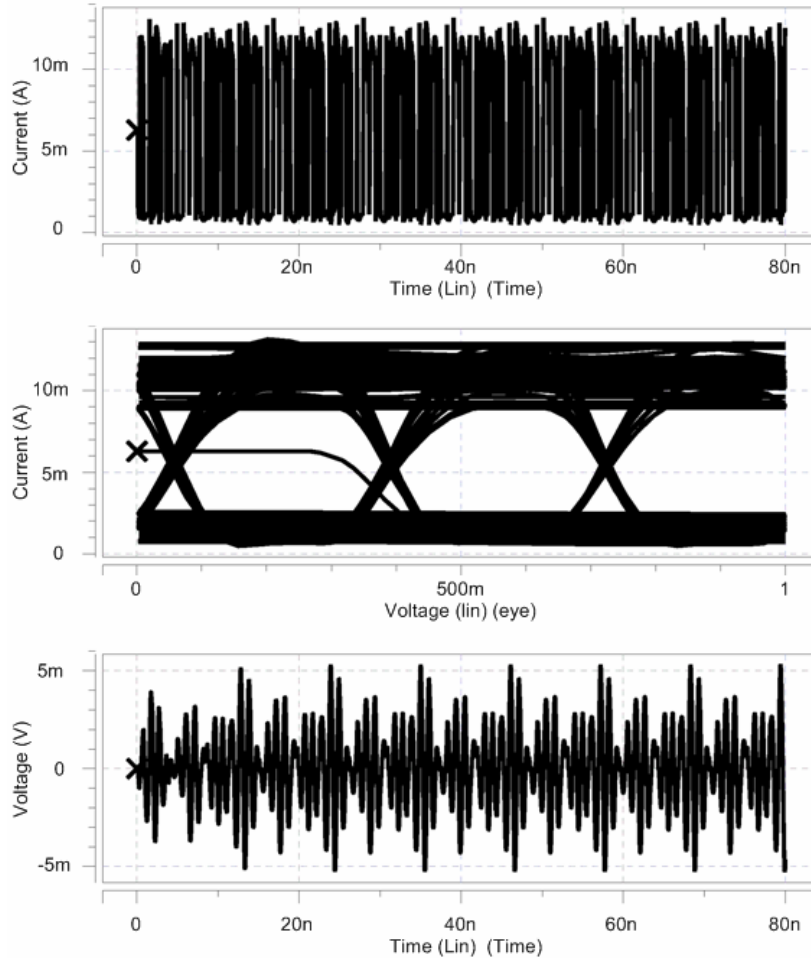 10m
5m
0
Current (A)
0 20n 40n 60n 80n
Time (Lin) (Time)
10m
5m
0
Current (A)
0 500m 1
Voltage (lin) (eye)
5m
0
-5m
Voltage (V)
0 20n 40n 60n 80n
Time (Lin) (Time)